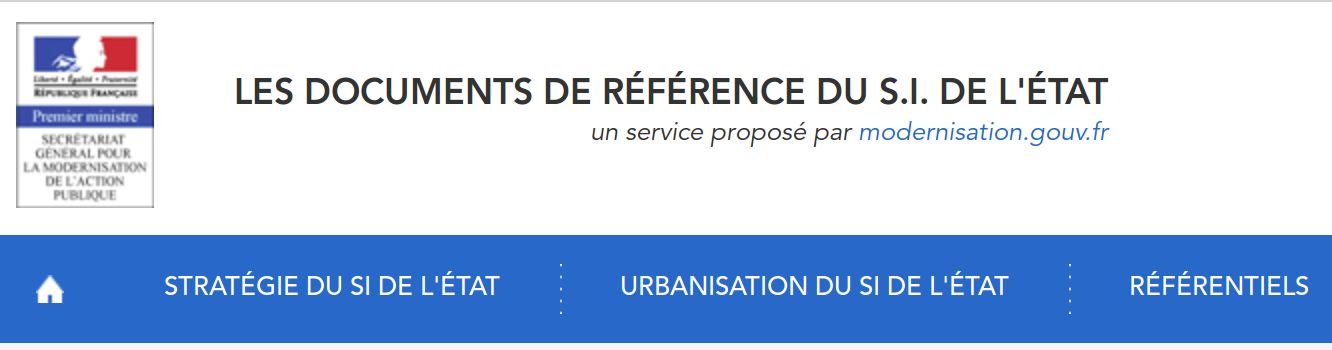 Liberté • Égalité • Fraternité
RÉPUBLIQUE FRANÇAISE
Premier ministre
SECRÉTARIAT
GÉNÉRAL POUR
LA MODERNISATION
DE L'ACTION
PUBLIQUE
LES DOCUMENTS DE RÉFÉRENCE DU S.I. DE L'ÉTAT
un service proposé par modernisation.gouv.fr
STRATÉGIE DU SI DE L'ÉTAT
URBANISATION DU SI DE L'ÉTAT
RÉFÉRENTIELS